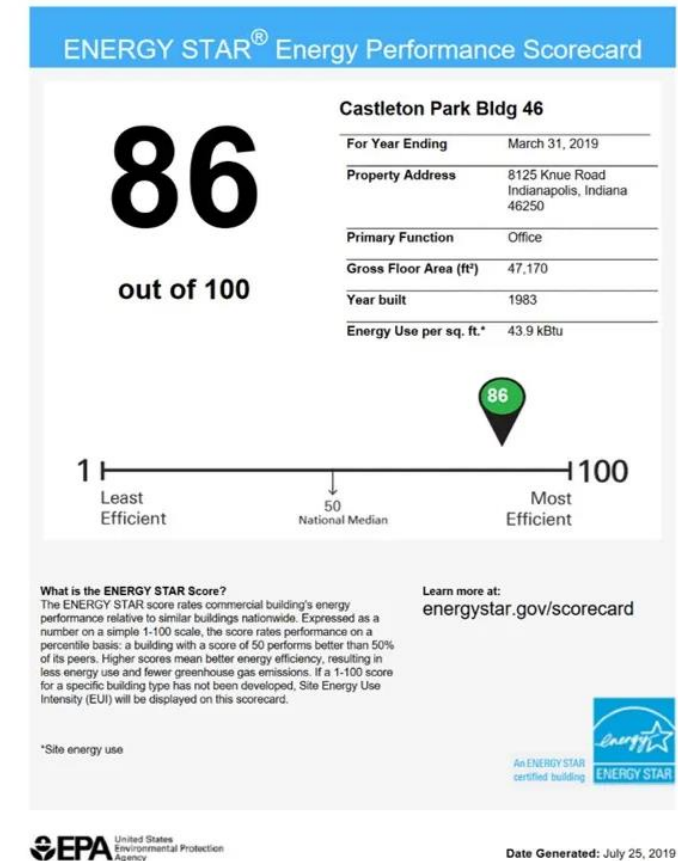 ENERGY STAR® Energy Performance Scorecard
86
out of 100
Castleton Park Bldg 46
For Year Ending March 31, 2019
Property Address 8125 Knue Road
Indianapolis, Indiana
46250
Primary Function Office
Gross Floor Area (ft²) 47,170
Year built 1983
Energy Use per sq. ft.* 43.9 kBtu
86
1 100
Least
Efficient
50
National Median
Most
Efficient
What is the ENERGY STAR Score?
The ENERGY STAR score rates commercial building's energy
performance relative to similar buildings nationwide. Expressed as a
number on a simple 1-100 scale, the score rates performance on a
percentile basis: a building with a score of 50 performs better than 50%
of its peers. Higher scores mean better energy efficiency, resulting in
less energy use and fewer greenhouse gas emissions. If a 1-100 score
for a specific building type has not been developed, Site Energy Use
Intensity (EUI) will be displayed on this scorecard.
Learn more at:
energystar.gov/scorecard
*Site energy use
An ENERGY STAR
certified building
energy
ENERGY STAR
EPA
United States
Environmental Protection
Agency
Date Generated: July 25, 2019